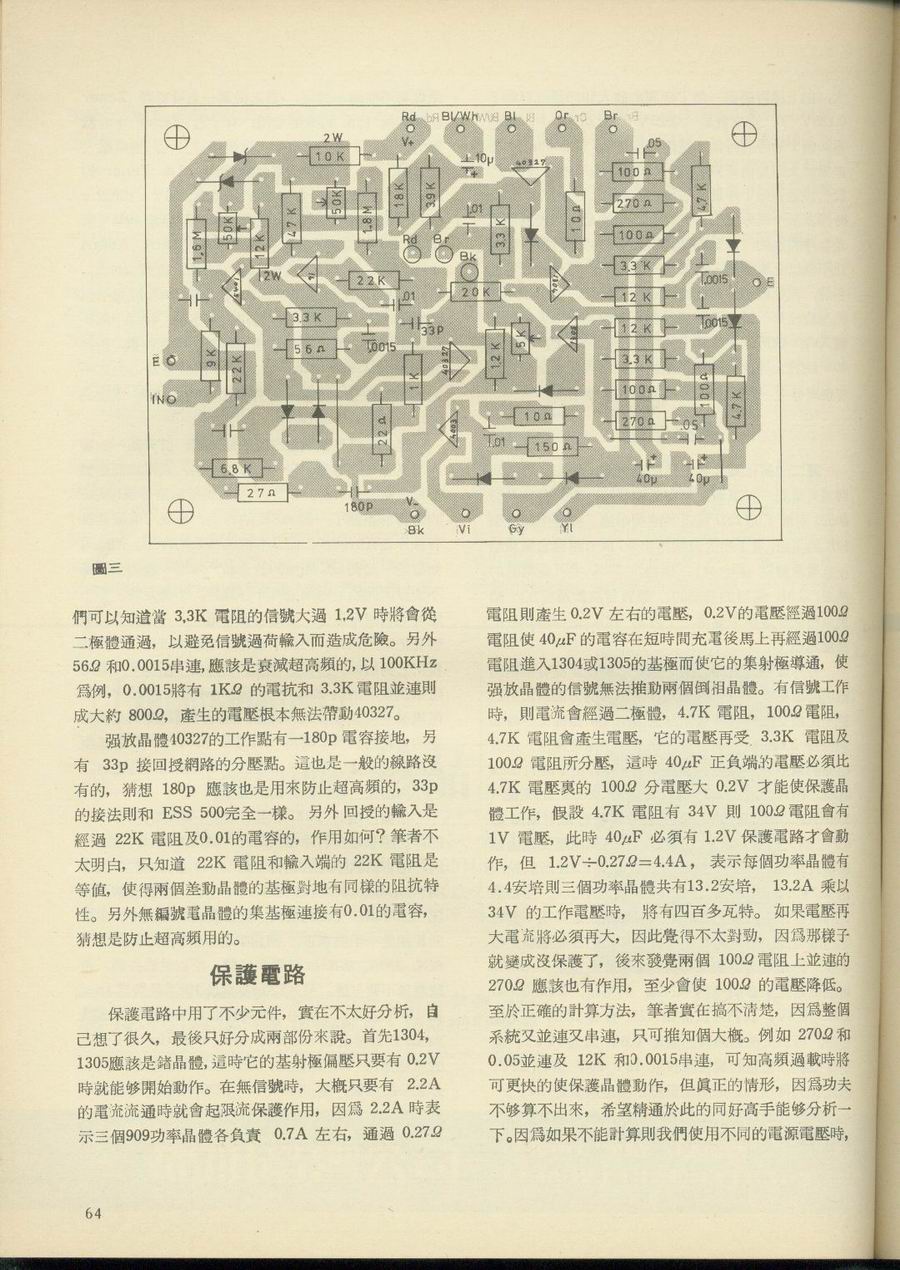 Rd Bl/Wh Bl Or Br
V+
2W
10K
10μ
40327
.05
100Ω
50K
4.7K
50K
1.8M
18K
3.9K
.01
3.3K
10Ω
270Ω
4.7K
1.8M
12K
100Ω
Rd Br
Bk
2W
22K
20K
3.3K
.0015
E
.01
12K
3.3K
33P
.0015
12K
9K
22K
56Ω
.0015
1K
40327
1.2K
5K
3.3K
E
INO
100Ω
100Ω
4.7K
22Ω
10Ω
270Ω
.05
.01
150Ω
6.8K
40μ
40μ
27Ω
180P
V-
Bk Vi Gy Yl
圖三
們可以知道當 3.3K 電阻的信號大過 1.2V 時將會從
二極體通過，以避免信號過荷輸入而造成危險。另外
56Ω 和0.0015串連，應該是衰減超高頻的，以 100KHz
爲例，0.0015將有 1KΩ 的電抗和 3.3K電阻並連則
成大約 800Ω，產生的電壓根本無法帶動40327。
强放晶體40327的工作點有一180p 電容接地，另
有 33p 接回授網路的分壓點。這也是一般的線路沒
有的，猜想 180p 應該也是用來防止超高頻的，33p
的接法則和 ESS 500完全一樣。另外回授的輸入是
經過 22K 電阻及0.01的電容的，作用如何？筆者不
太明白，只知道 22K 電阻和輸入端的 22K 電阻是
等値，使得兩個差動晶體的基極對地有同樣的阻抗特
性。另外無編號電晶體的集基極連接有0.01的電容，
猜想是防止超高頻用的。
保護電路
保護電路中用了不少元件，實在不太好分析，自
己想了很久，最後只好分成兩部份來說。首先1304,
1305應該是鍺晶體，這時它的基射極偏壓只要有 0.2V
時就能够開始動作。在無信號時，大概只要有 2.2A
的電流流通時就會起限流保護作用，因爲 2.2A 時表
示三個909功率晶體各負責 0.7A 左右，通過 0.27Ω
電阻則產生 0.2V 左右的電壓，0.2V的電壓經過100Ω
電阻使 40μF 的電容在短時間充電後馬上再經過100Ω
電阻進入1304或1305的基極而使它的集射極導通，使
强放晶體的信號無法推動兩個倒相晶體。有信號工作
時，則電流會經過二極體，4.7K 電阻，100Ω電阻，
4.7K 電阻會產生電壓，它的電壓再受 3.3K 電阻及
100Ω 電阻所分壓，這時 40μF 正負端的電壓必須比
4.7K 電壓裏的 100Ω 分電壓大 0.2V 才能使保護晶
體工作，假設 4.7K 電阻有 34V 則 100Ω電阻會有
1V 電壓，此時 40μF 必須有 1.2V 保護電路才會動
作，但 1.2V÷0.27Ω=4.4A，表示每個功率晶體有
4.4安培則三個功率晶體共有13.2安培，13.2A 乘以
34V 的工作電壓時，將有四百多瓦特。如果電壓再
大電流將必須再大，因此覺得不太對勁，因爲那樣子
就變成沒保護了，後來發覺兩個 100Ω電阻上並連的
270Ω 應該也有作用，至少會使 100Ω 的電壓降低。
至於正確的計算方法，筆者實在搞不清楚，因爲整個
系統又並連又串連，只可推知個大概。例如 270Ω和
0.05並連及 12K 和0.0015串連，可知高頻過載時將
可更快的使保護晶體動作，但眞正的情形，因爲功夫
不够算不出來，希望精通於此的同好高手能够分析一
下。因爲如果不能計算則我們使用不同的電源電壓時，
64